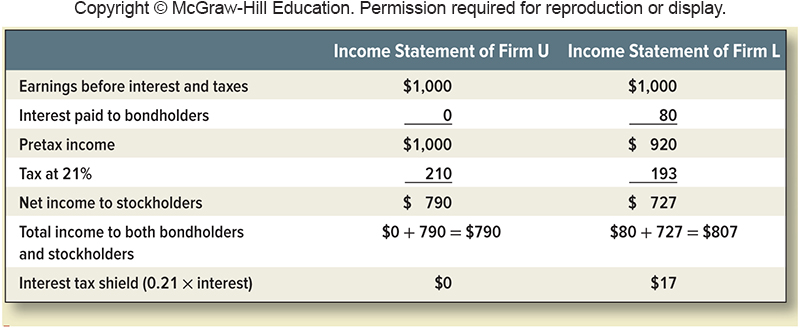 Copyright © McGraw-Hill Education. Permission required for reproduction or display.
Income Statement of Firm U Income Statement of Firm L
Earnings before interest and taxes $1,000 $1,000
Interest paid to bondholders 0 80
Pretax income $1,000 $ 920
Tax at 21% 210 193
Net income to stockholders $ 790 $ 727
Total income to both bondholders $0 + 790 = $790 $80 + 727 = $807
and stockholders
Interest tax shield (0.21 × interest) $0 $17